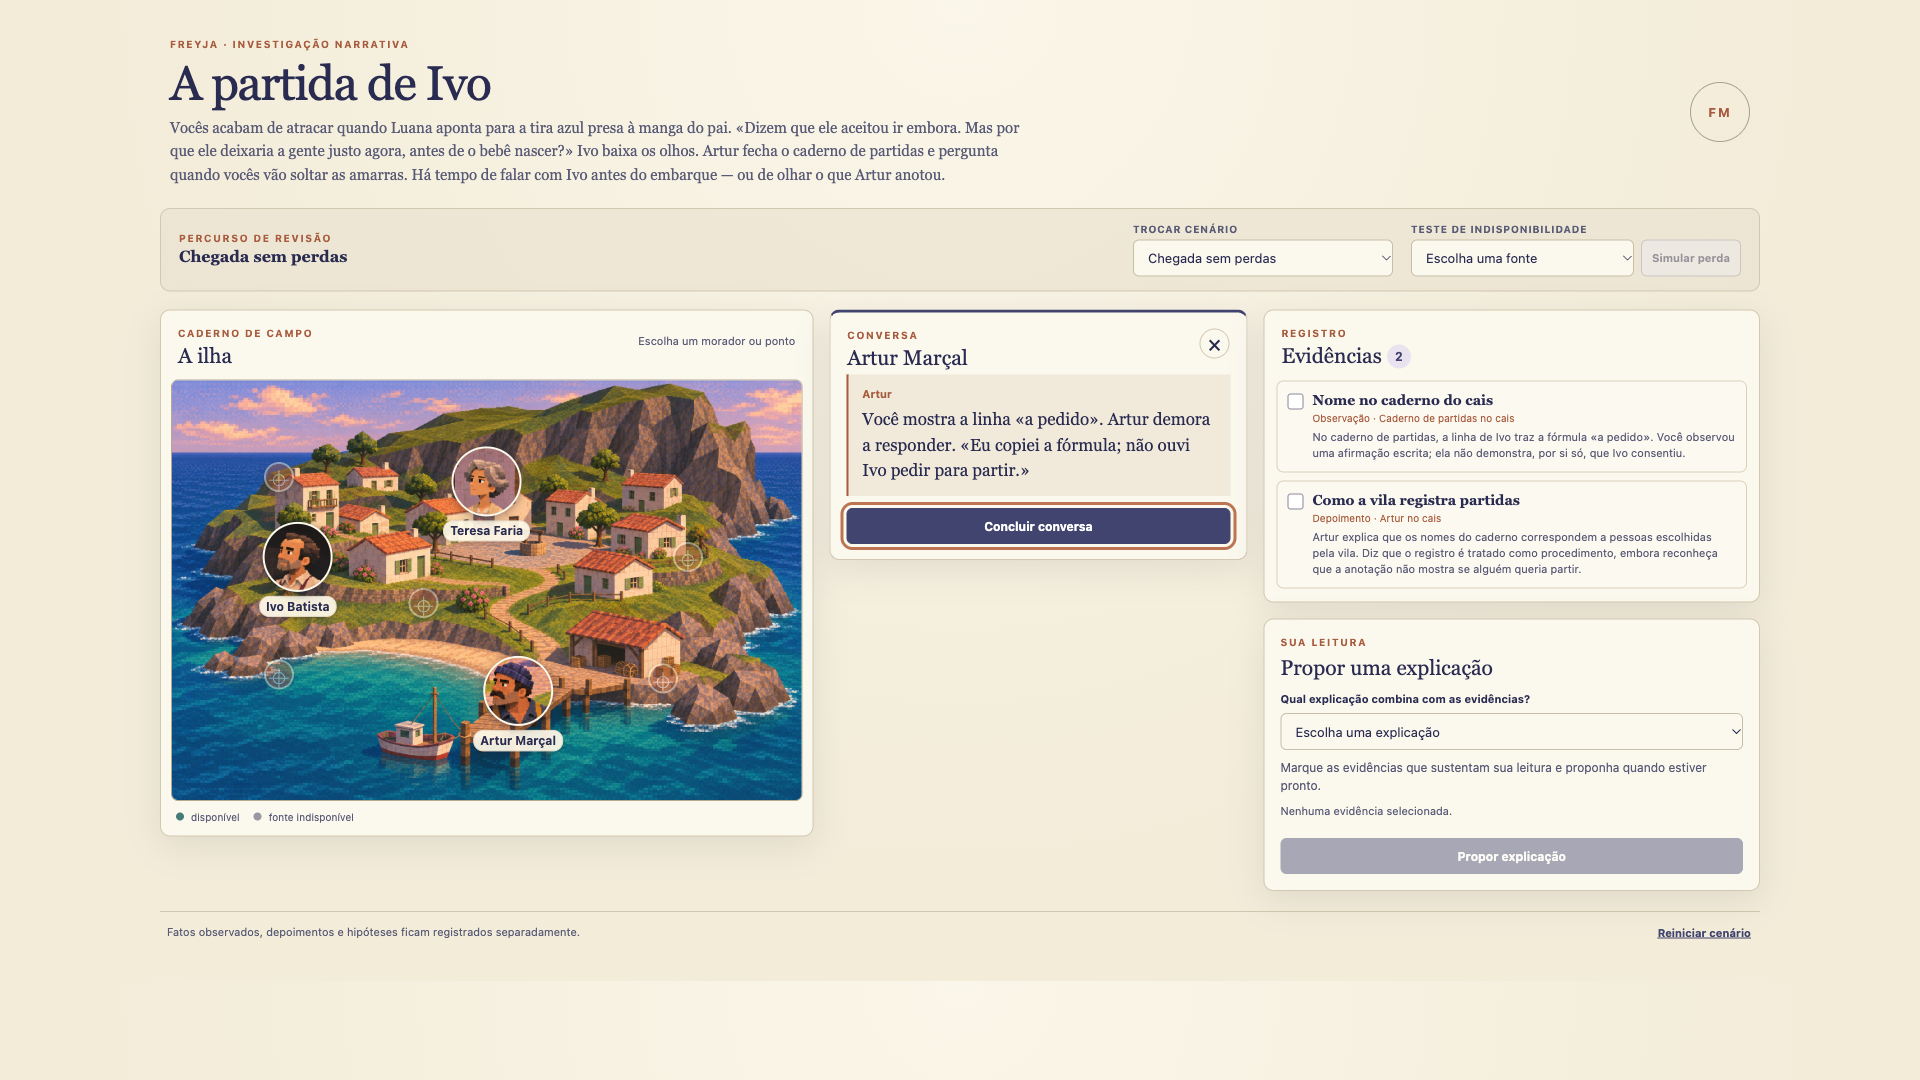 FREYJA · INVESTIGAÇÃO NARRATIVA
A partida de Ivo
Vocês acabam de atracar quando Luana aponta para a tira azul presa à manga do pai. «Dizem que ele aceitou ir embora. Mas por
que ele deixaria a gente justo agora, antes de o bebê nascer?» Ivo baixa os olhos. Artur fecha o caderno de partidas e pergunta
quando vocês vão soltar as amarras. Há tempo de falar com Ivo antes do embarque — ou de olhar o que Artur anotou.
FM
PERCURSO DE REVISÃO
Chegada sem perdas
TROCAR CENÁRIO
Chegada sem perdas
TESTE DE INDISPONIBILIDADE
Escolha uma fonte
Simular perda
CADERNO DE CAMPO
A ilha
Escolha um morador ou ponto
Teresa Faria
Ivo Batista
Artur Marçal
disponível
fonte indisponível
CONVERSA
Artur Marçal
Artur
Você mostra a linha «a pedido». Artur demora
a responder. «Eu copiei a fórmula; não ouvi
Ivo pedir para partir.»
Concluir conversa
REGISTRO
Evidências 2
Nome no caderno do cais
Observação · Caderno de partidas no cais
No caderno de partidas, a linha de Ivo traz a fórmula «a pedido». Você observou
uma afirmação escrita; ela não demonstra, por si só, que Ivo consentiu.
Como a vila registra partidas
Depoimento · Artur no cais
Artur explica que os nomes do caderno correspondem a pessoas escolhidas
pela vila. Diz que o registro é tratado como procedimento, embora reconheça
que a anotação não mostra se alguém queria partir.
SUA LEITURA
Propor uma explicação
Qual explicação combina com as evidências?
Escolha uma explicação
Marque as evidências que sustentam sua leitura e proponha quando estiver
pronto.
Nenhuma evidência selecionada.
Propor explicação
Fatos observados, depoimentos e hipóteses ficam registrados separadamente.
Reiniciar cenário